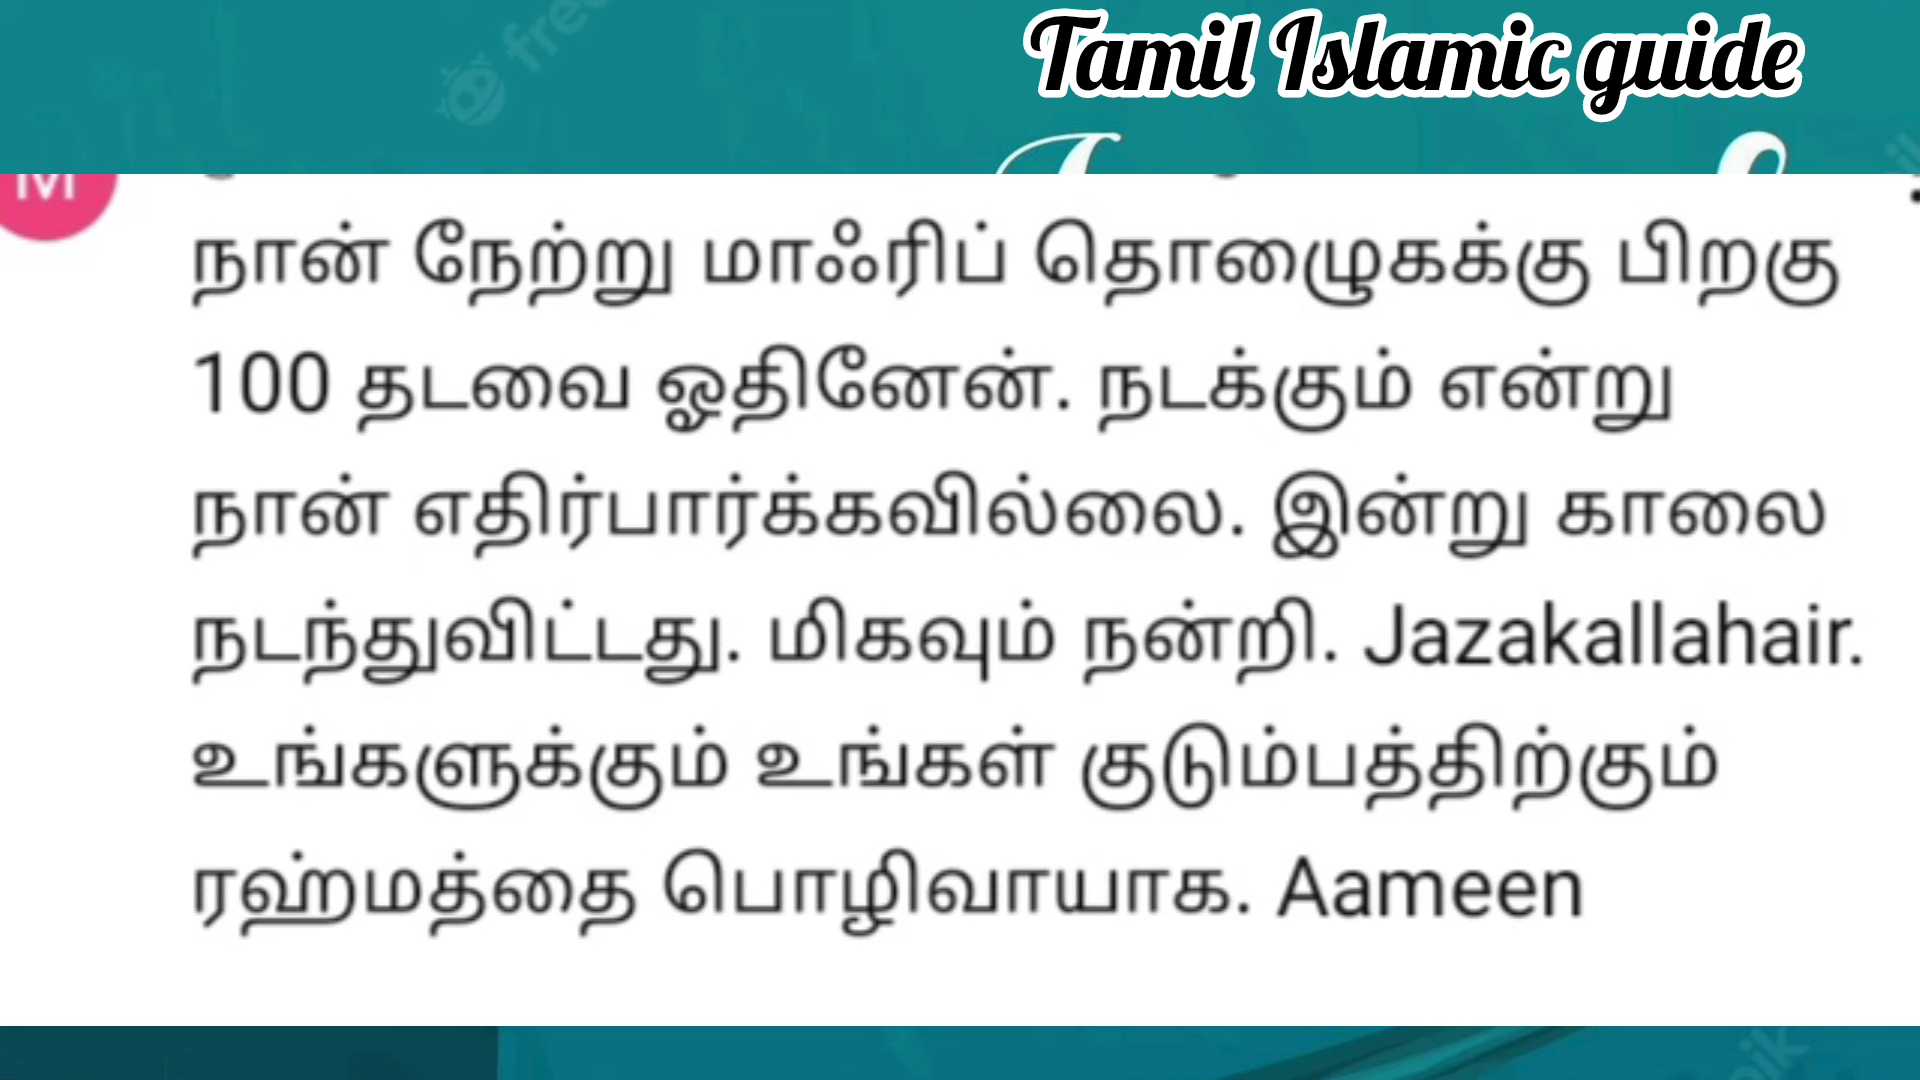 Tamil Islamic guide
M
நான் நேற்று மாஃரிப் தொழுகைக்கு பிறகு
100 தடவை ஓதினேன். நடக்கும் என்று
நான் எதிர்பார்க்கவில்லை. இன்று காலை
நடந்துவிட்டது. மிகவும் நன்றி. Jazakallahair.
உங்களுக்கும் உங்கள் குடும்பத்திற்கும்
ரஹ்மத்தை பொழிவாயாக. Aameen